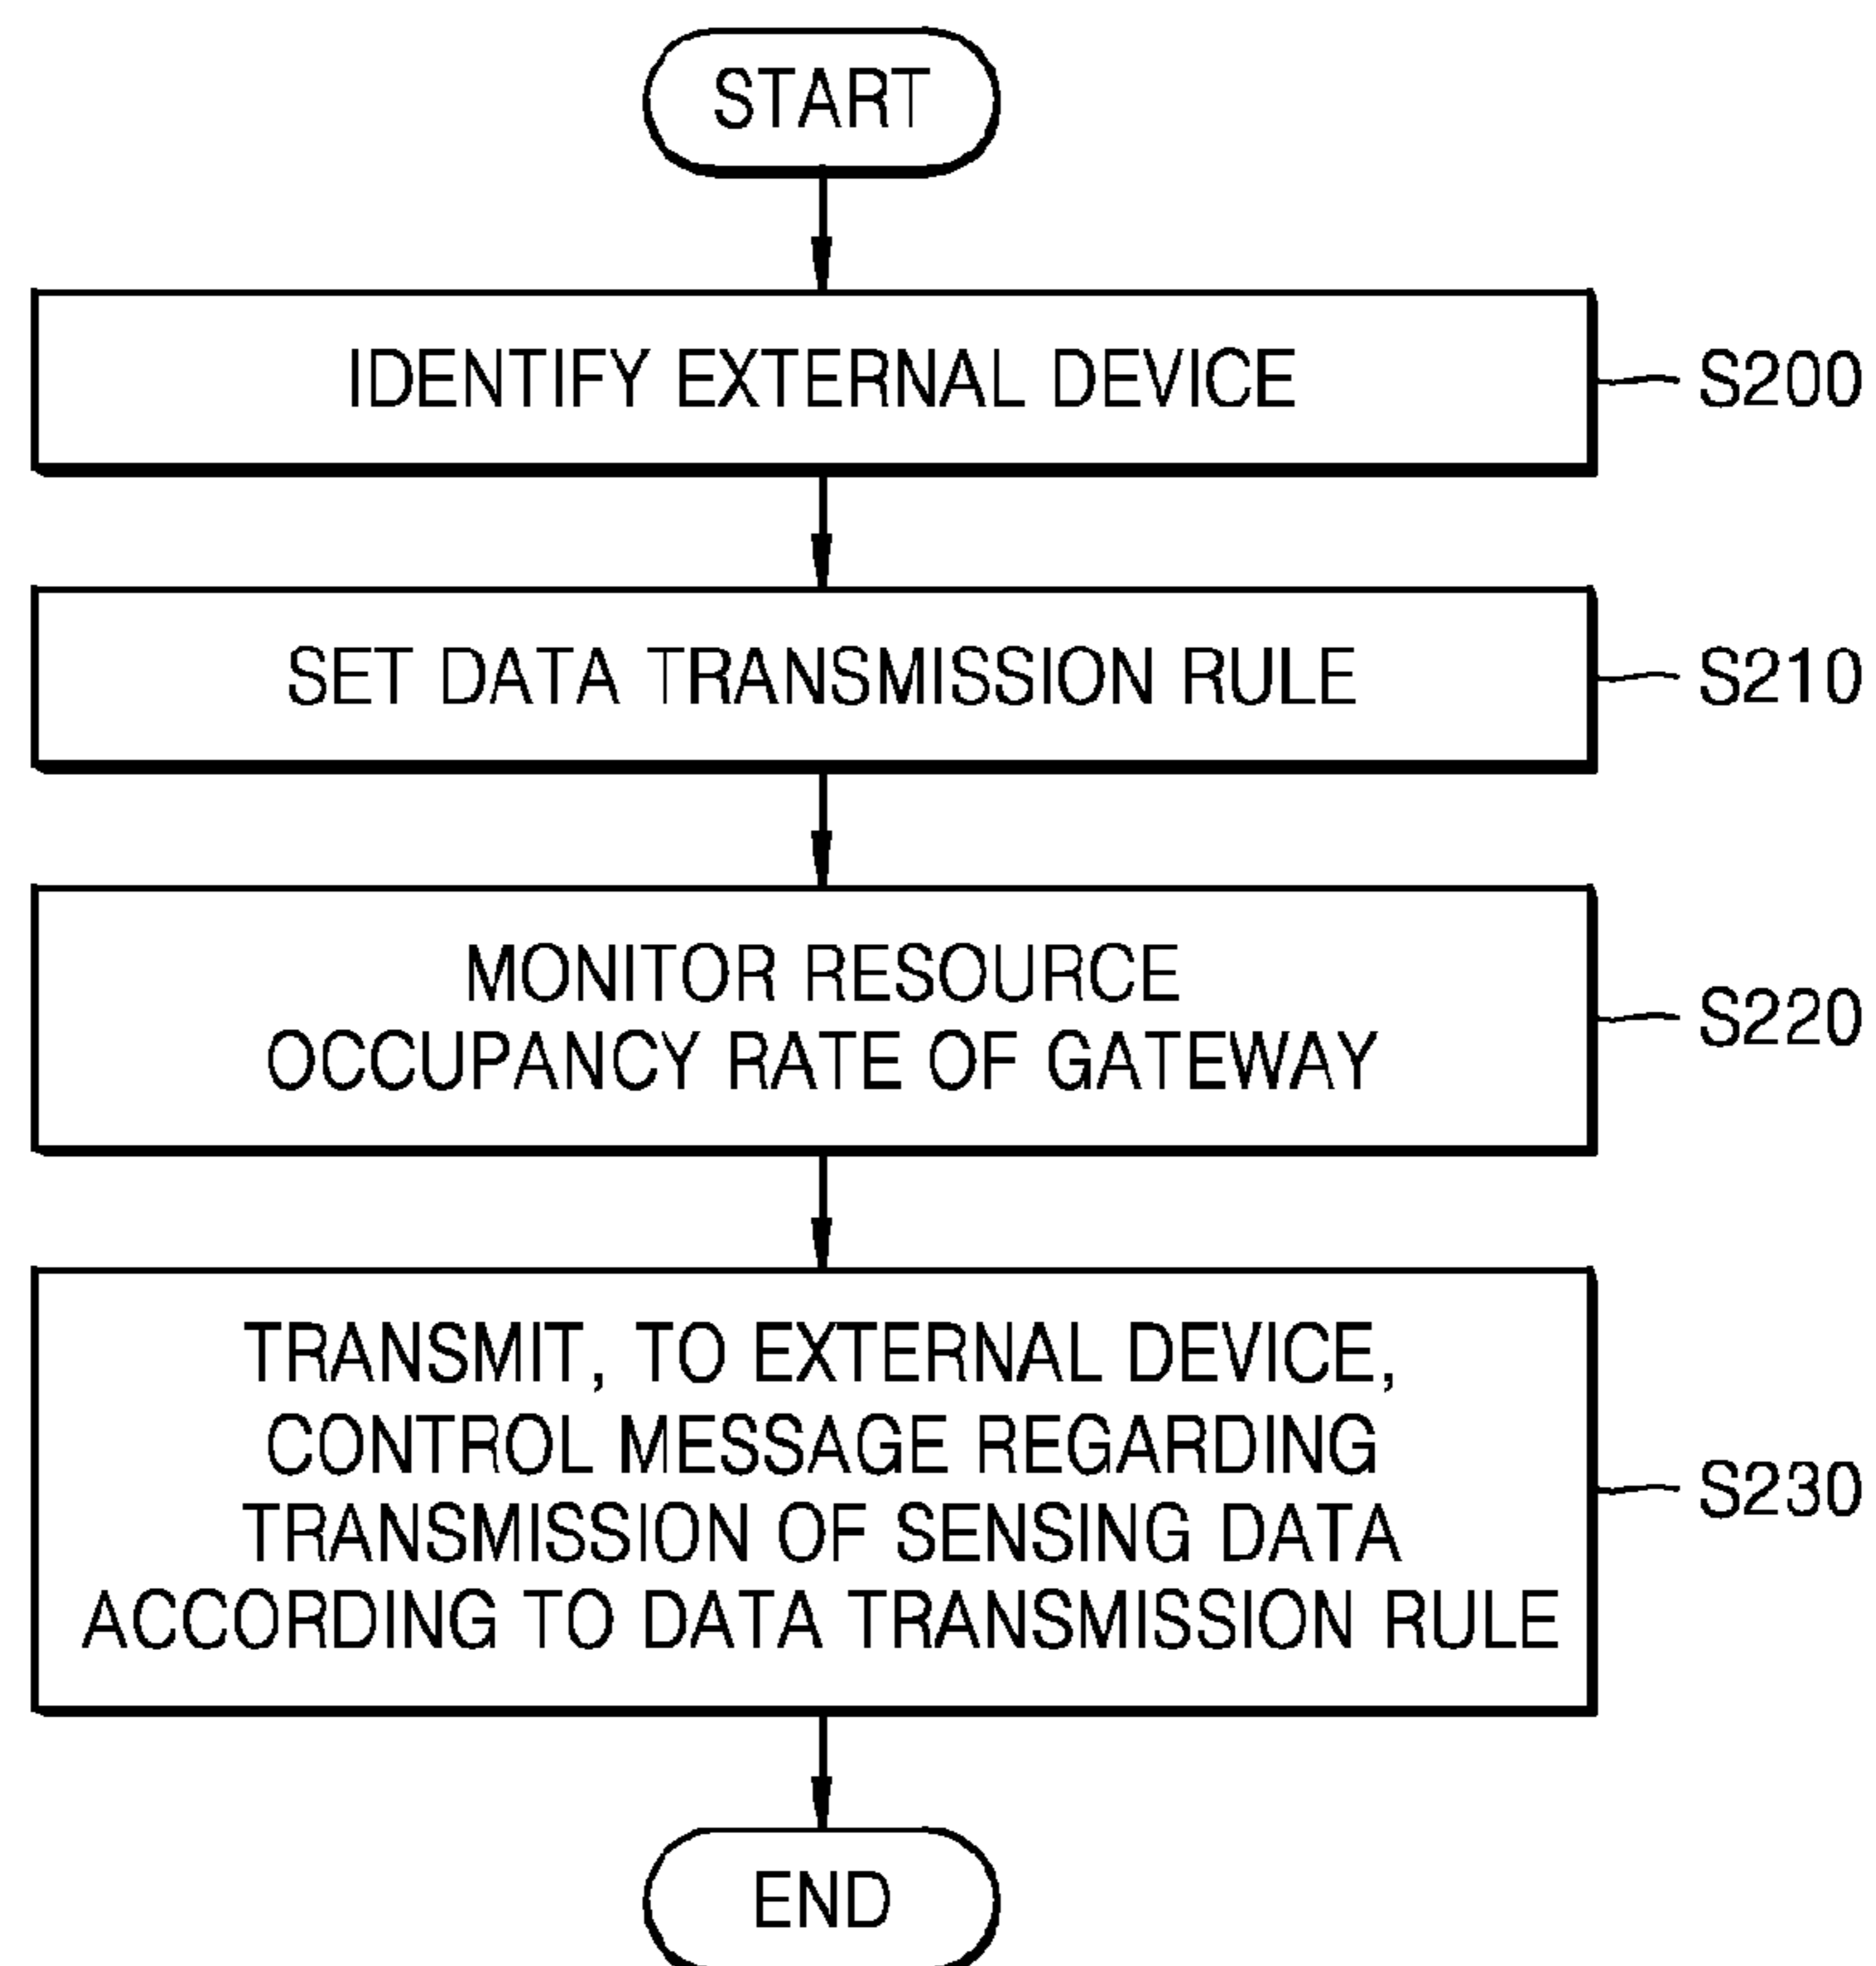 START
IDENTIFY EXTERNAL DEVICE
S200
SET DATA TRANSMISSION RULE
S210
MONITOR RESOURCE
OCCUPANCY RATE OF GATEWAY
S220
TRANSMIT, TO EXTERNAL DEVICE,
CONTROL MESSAGE REGARDING
TRANSMISSION OF SENSING DATA
ACCORDING TO DATA TRANSMISSION RULE
S230
END